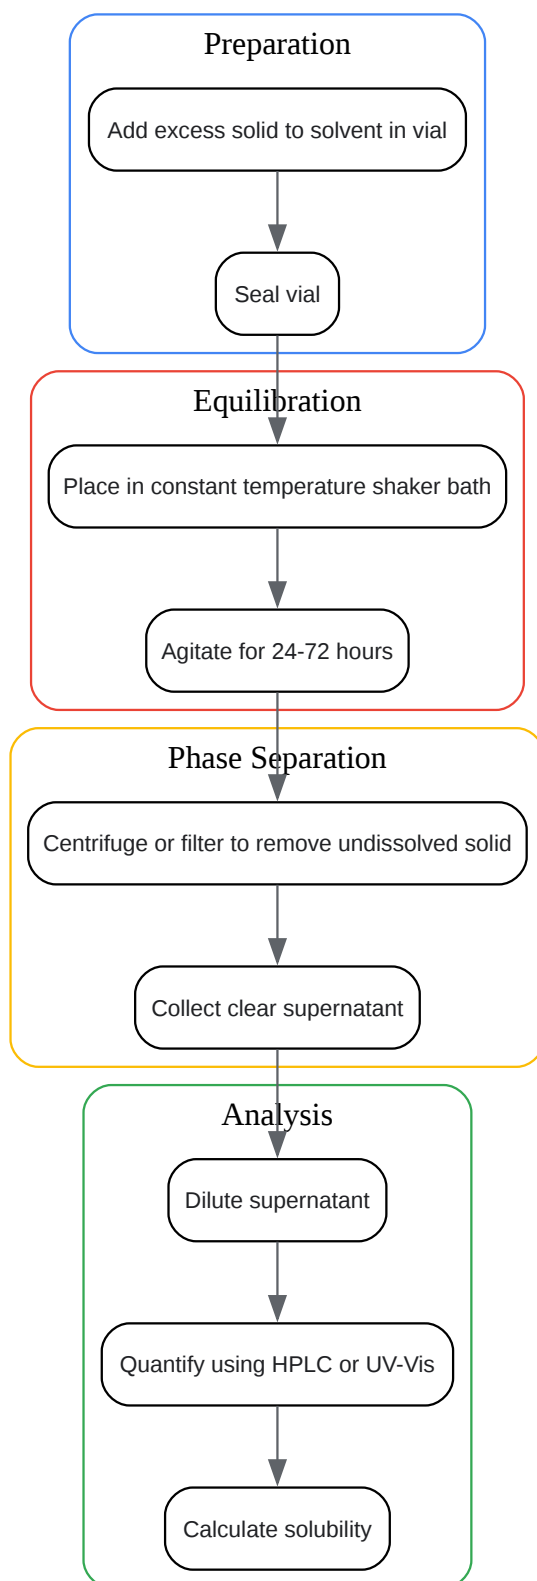 Preparation
Add excess solid to solvent in vial
Seal vial
Equilibration
Place in constant temperature shaker bath
Agitate for 24-72 hours
Phase Separation
Centrifuge or filter to remove undissolved solid
Collect clear supernatant
Analysis
Dilute supernatant
Quantify using HPLC or UV-Vis
Calculate solubility